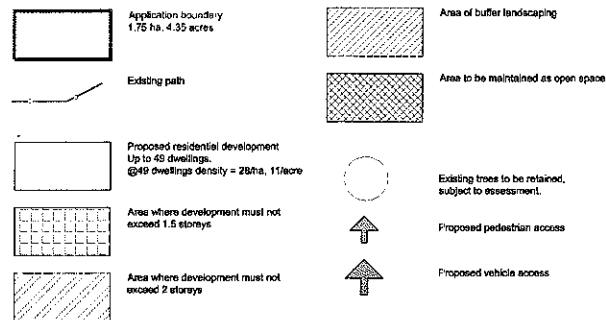 Application boundary
1.75 ha, 4.35 acres
Existing path
Proposed residential development
Up to 49 dwellings.
@49 dwellings density = 28/ha, 11/acre
Area where development must not
exceed 1.5 storeys
Area where development must not
exceed 2 storeys
Area of buffer landscaping
Area to be maintained as open space
Existing trees to be retained,
subject to assessment.
Proposed pedestrian access
Proposed vehicle access